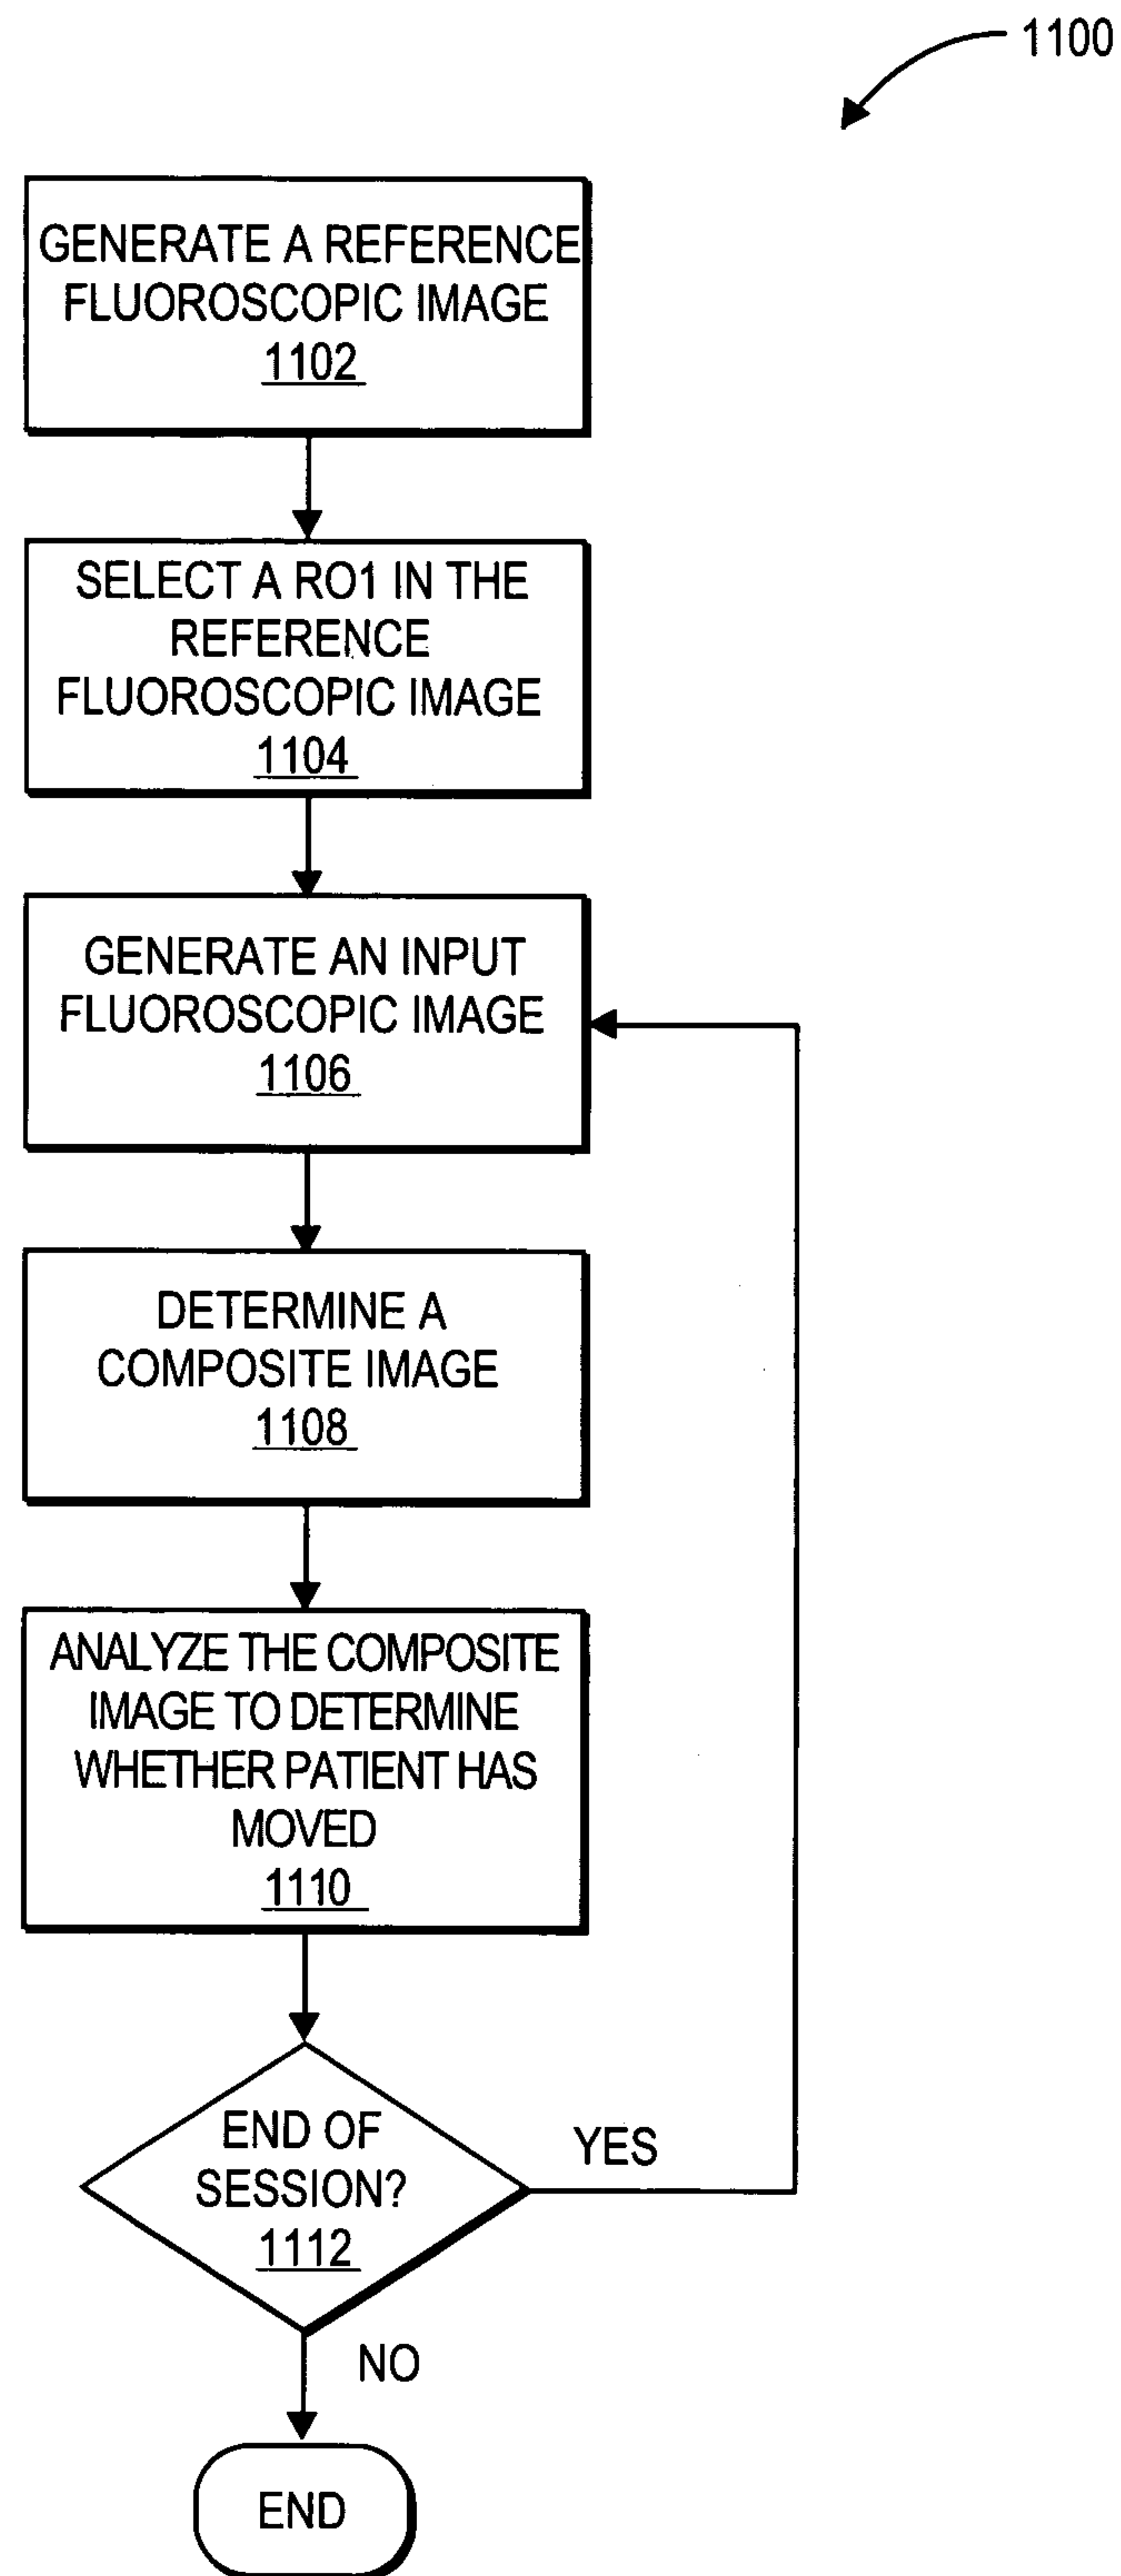 1100
GENERATE A REFERENCE
FLUOROSCOPIC IMAGE
1102
SELECT A RO1 IN THE
REFERENCE
FLUOROSCOPIC IMAGE
1104
GENERATE AN INPUT
FLUOROSCOPIC IMAGE
1106
DETERMINE A
COMPOSITE IMAGE
1108
ANALYZE THE COMPOSITE
IMAGE TO DETERMINE
WHETHER PATIENT HAS
MOVED
1110
END OF
SESSION?
1112
YES
NO
END